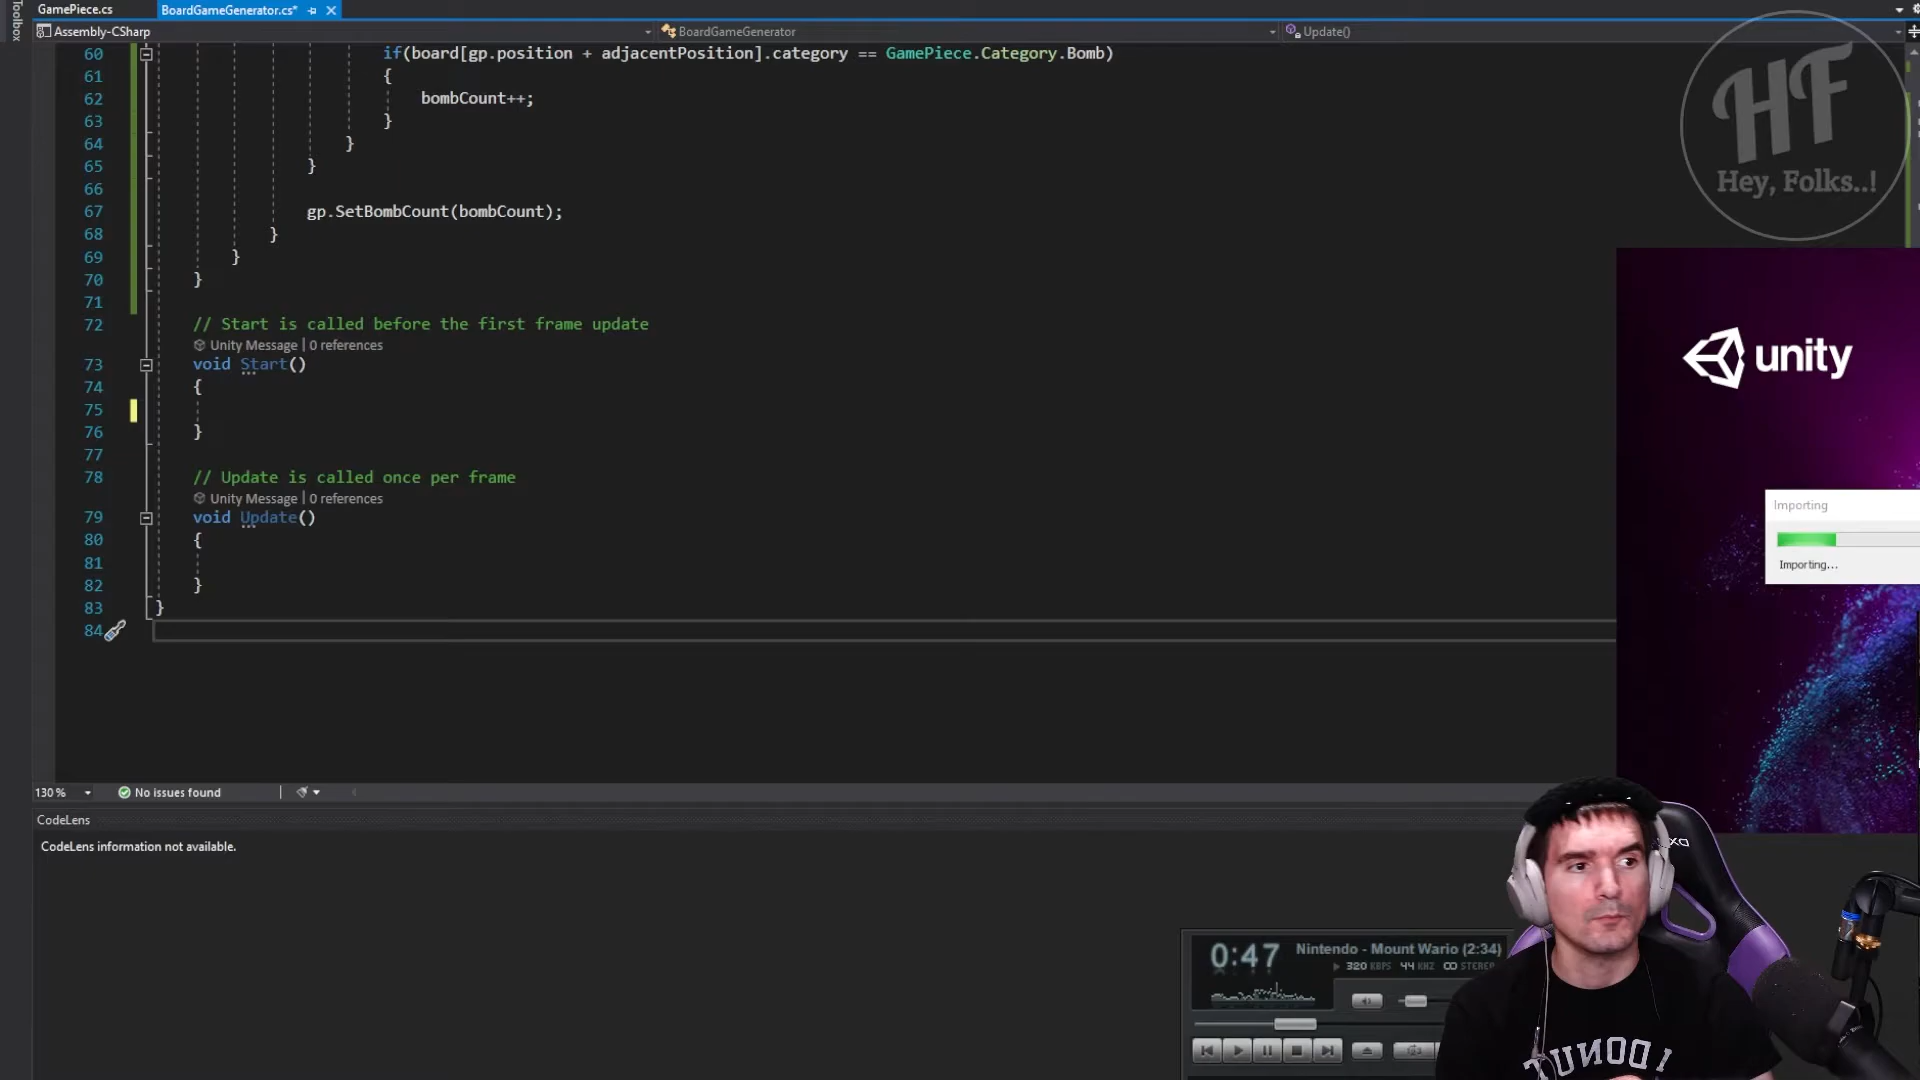 Toolbox
GamePiece.cs
BoardGameGenerator.cs*
Assembly-CSharp
BoardGameGenerator
Update()
60 if(board[gp.position + adjacentPosition].category == GamePiece.Category.Bomb)
61 {
62 bombCount++;
63 }
64 }
65 }
66
67 gp.SetBombCount(bombCount);
68 }
69 }
70 }
71
72 // Start is called before the first frame update
Unity Message | 0 references
73 void Start()
74 {
75
76 }
77
78 // Update is called once per frame
Unity Message | 0 references
79 void Update()
80 {
81
82 }
83 }
84
HF
Hey, Folks..!
unity
Importing
Importing...
130 %
No issues found
CodeLens
CodeLens information not available.
0:47
Nintendo - Mount Wario (2:34)
320 KBPS 44 KHZ STEREO